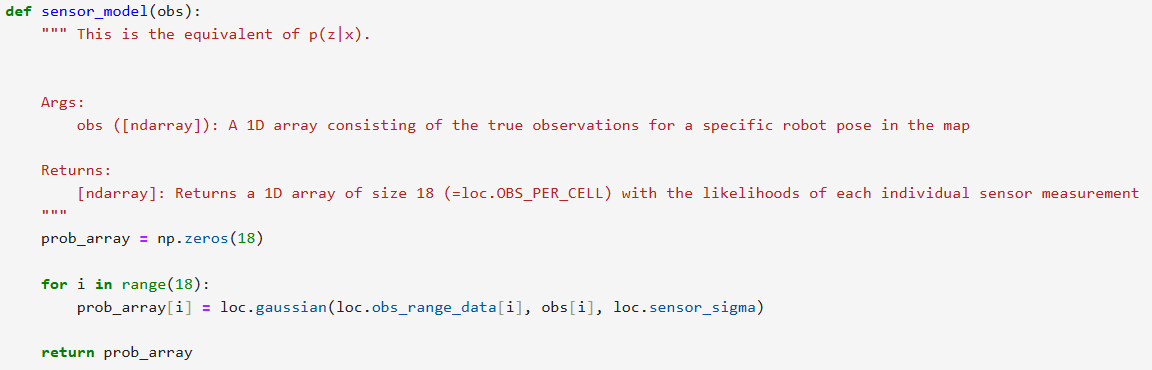 def sensor_model(obs):
    """ This is the equivalent of p(z|x).
    Args:
        obs ([ndarray]): A 1D array consisting of the true observations for a specific robot pose in the map
    Returns:
        [ndarray]: Returns a 1D array of size 18 (=loc.OBS_PER_CELL) with the likelihoods of each individual sensor measurement
    """
    prob_array = np.zeros(18)
    for i in range(18):
        prob_array[i] = loc.gaussian(loc.obs_range_data[i], obs[i], loc.sensor_sigma)
    return prob_array